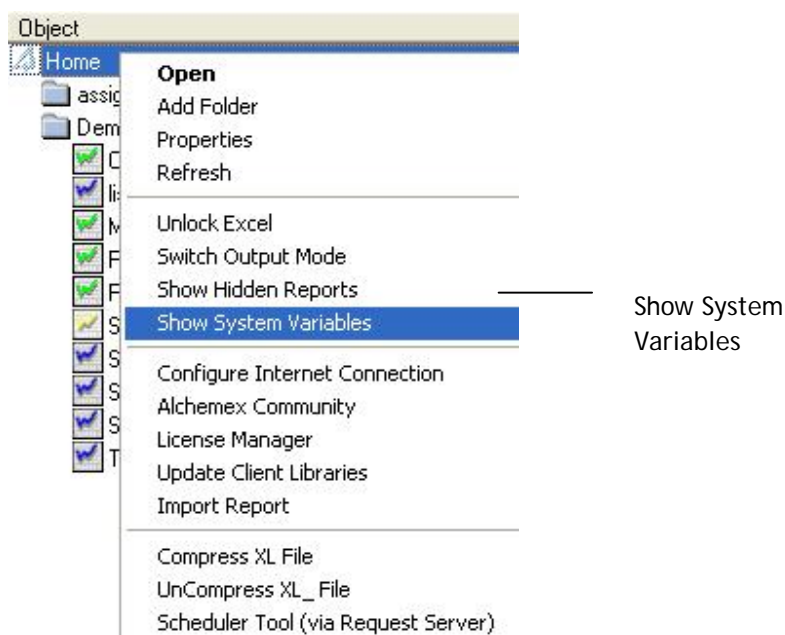 Object
Home
Open
Add Folder
Properties
Refresh
Unlock Excel
Switch Output Mode
Show Hidden Reports
Show System Variables
Configure Internet Connection
Alchemex Community
License Manager
Update Client Libraries
Import Report
Compress XL File
UnCompress XL_ File
Scheduler Tool (via Request Server)
Show System
Variables